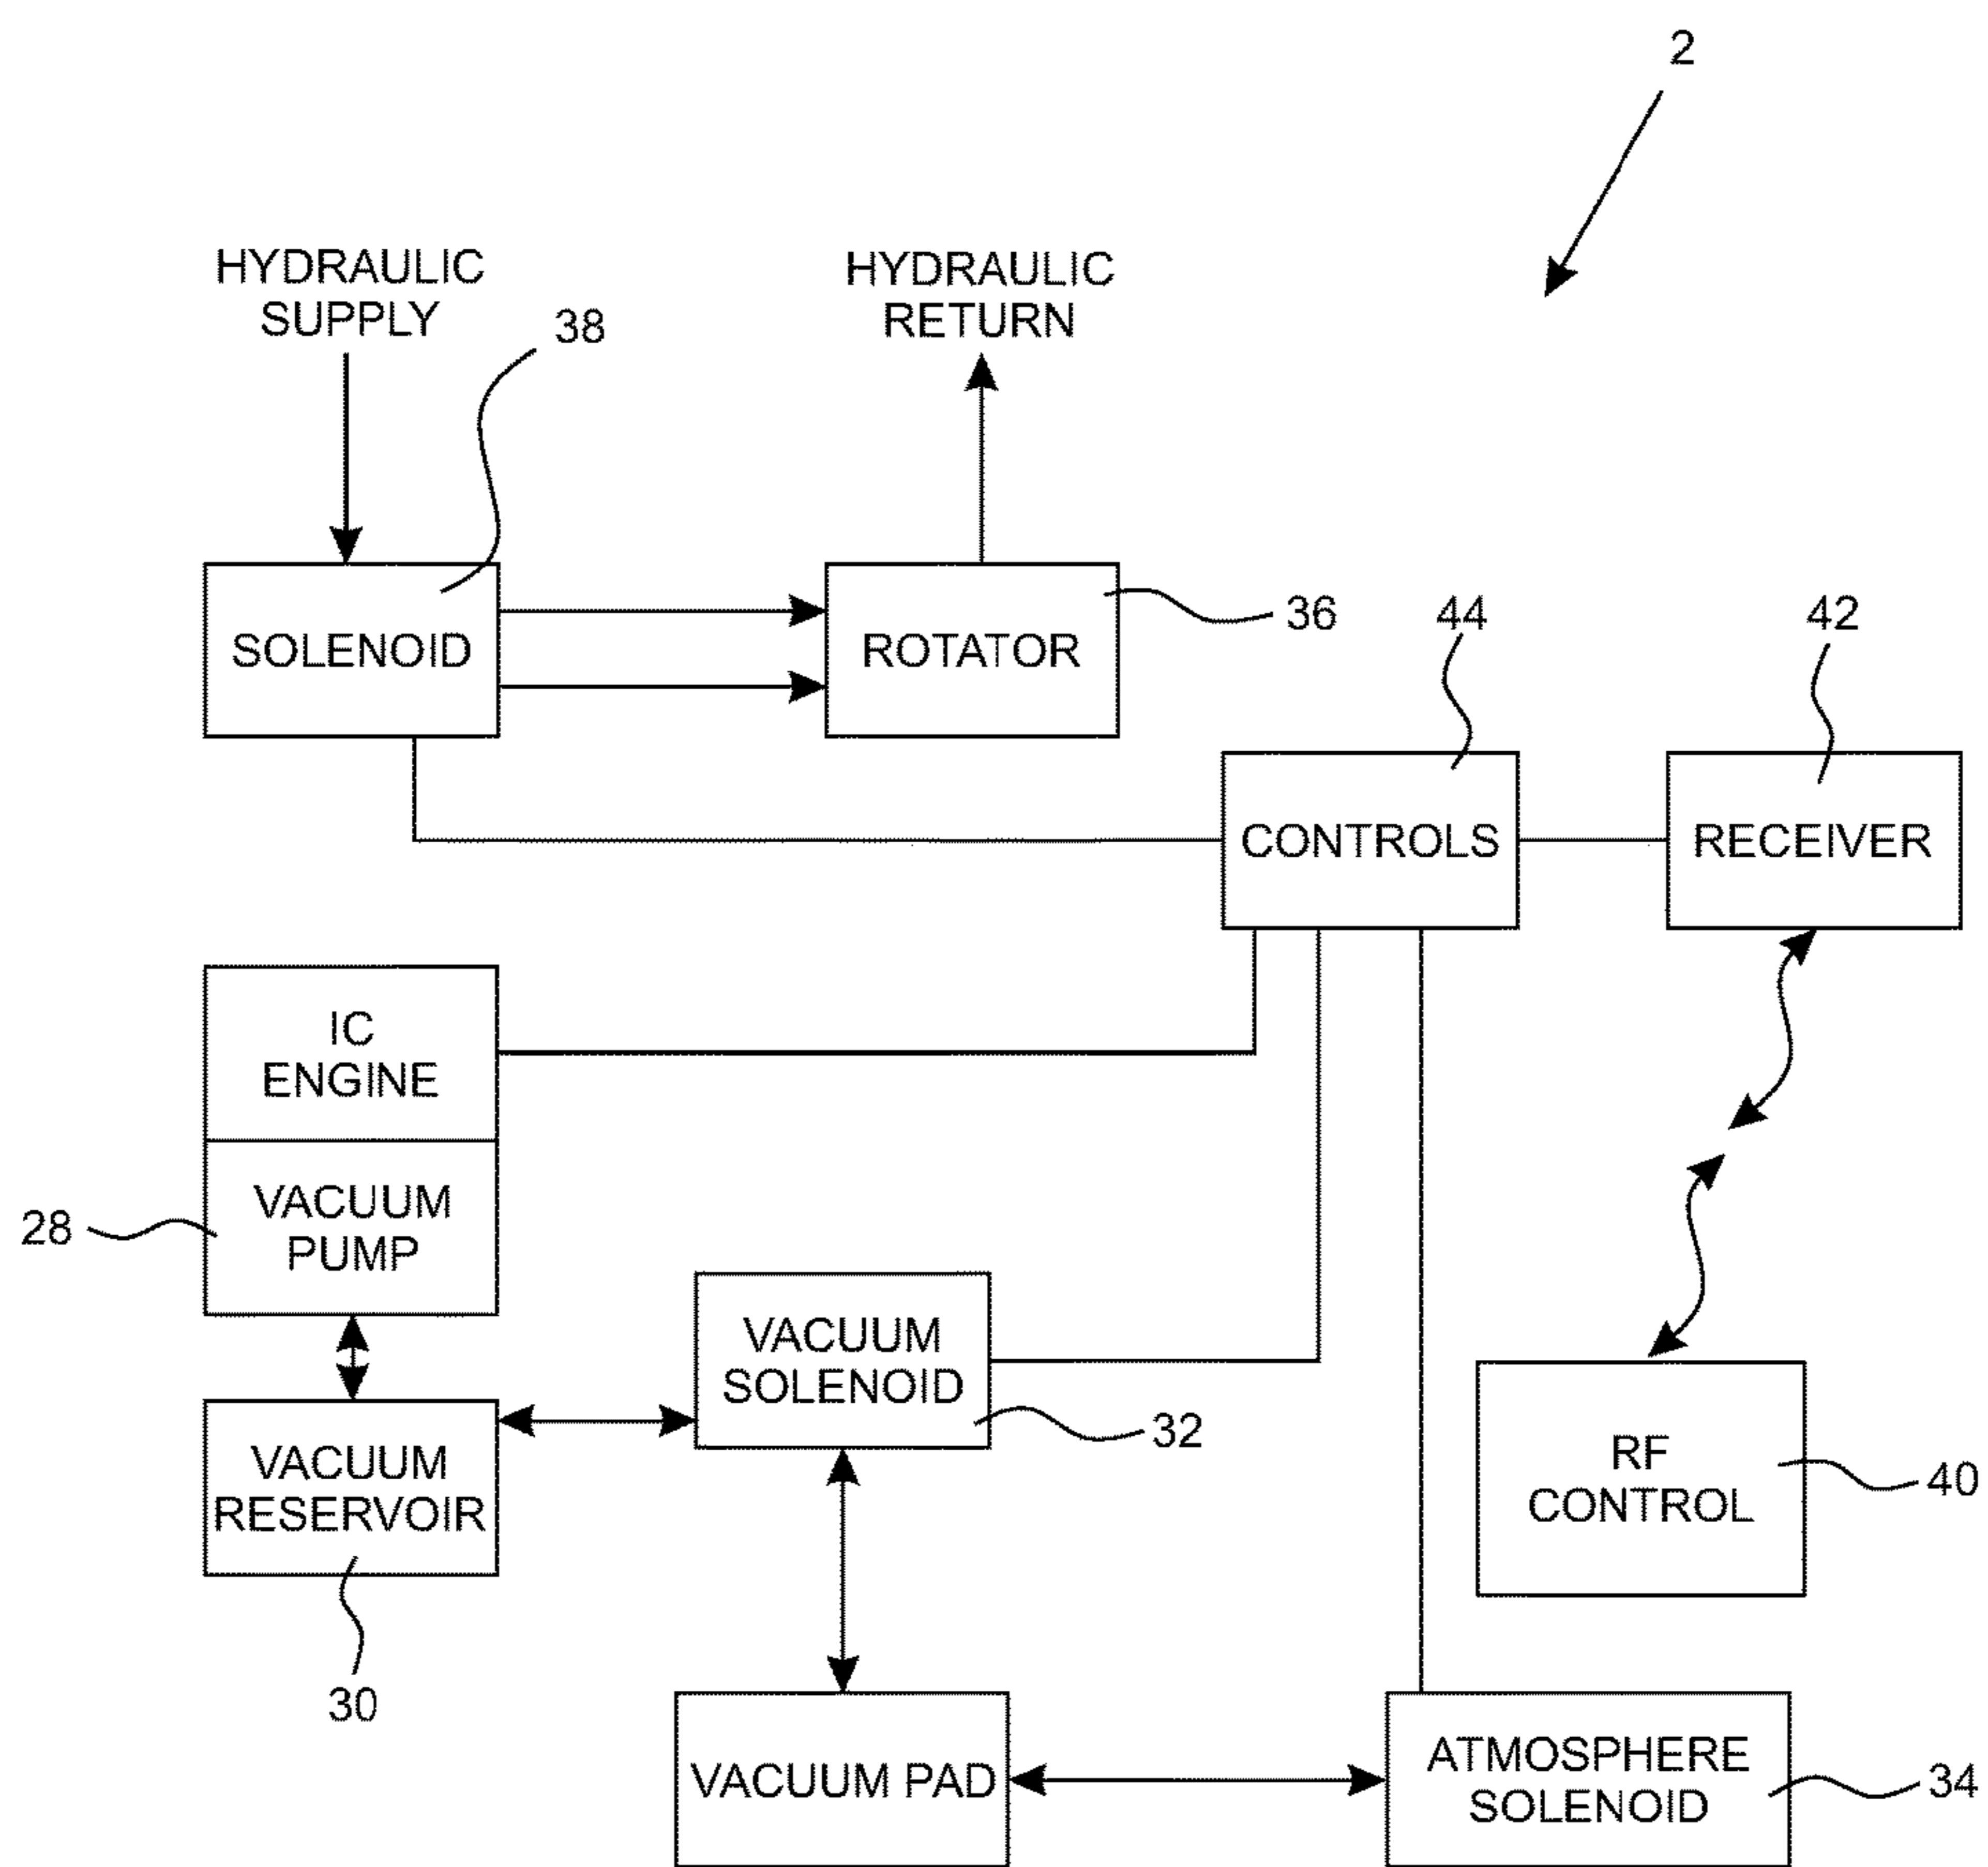 2
HYDRAULIC
SUPPLY
38
HYDRAULIC
RETURN
SOLENOID
ROTATOR
36
44
42
CONTROLS
RECEIVER
IC
ENGINE
VACUUM
PUMP
28
VACUUM
SOLENOID
32
VACUUM
RESERVOIR
30
RF
CONTROL
40
VACUUM PAD
ATMOSPHERE
SOLENOID
34